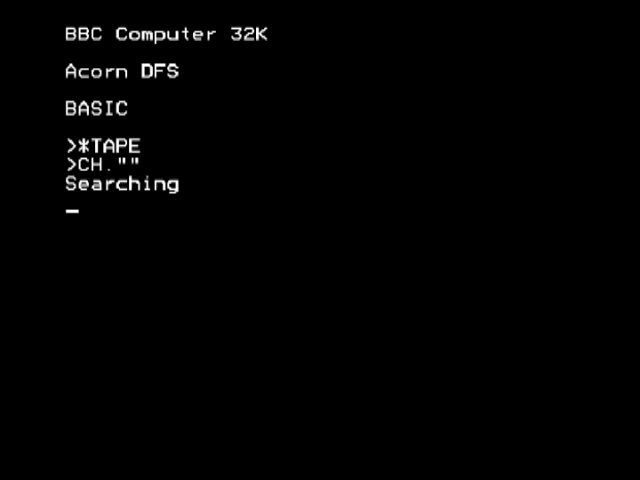 BBC Computer 32K
Acorn DFS
BASIC
>*TAPE
>CH.""
Searching